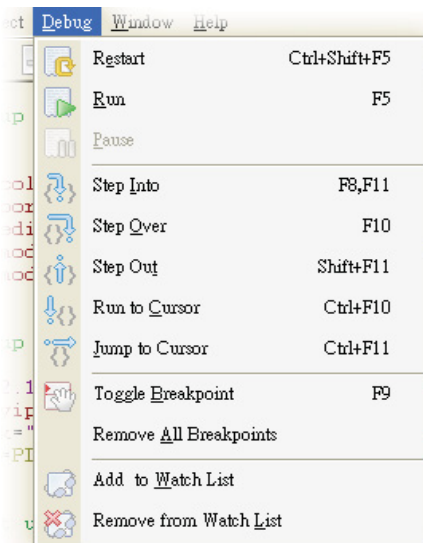 ct Debug Window Help
Restart Ctrl+Shift+F5
Run F5
Pause
Step Into F8,F11
Step Over F10
Step Out Shift+F11
Run to Cursor Ctrl+F10
Jump to Cursor Ctrl+F11
Toggle Breakpoint F9
Remove All Breakpoints
Add to Watch List
Remove from Watch List